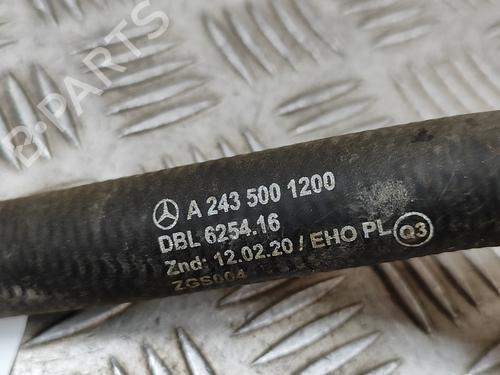 B-PARTS
A 243 500 1200
DBL 6254.16
Znd: 12.02.20 / EHO PL Q3
ZGS004